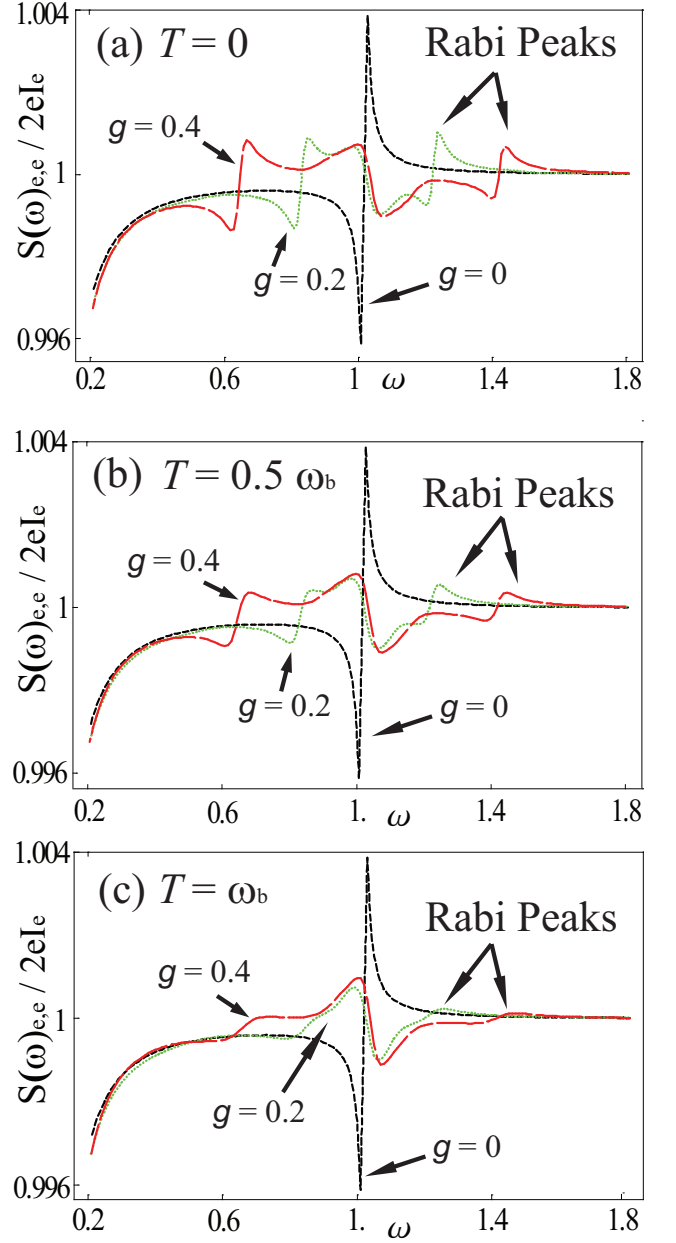 1.004
(a) T = 0
Rabi Peaks
g = 0.4
S(ω)e,e / 2eIe
1
g = 0.2
g = 0
0.996
0.2 0.6 1 ω 1.4 1.8
1.004
(b) T = 0.5 ωb
Rabi Peaks
g = 0.4
S(ω)e,e / 2eIe
1
g = 0.2
g = 0
0.996
0.2 0.6 1. ω 1.4 1.8
1.004
(c) T = ωb
Rabi Peaks
g = 0.4
S(ω)e,e / 2eIe
1
g = 0.2
g = 0
0.996
0.2 0.6 1. ω 1.4 1.8